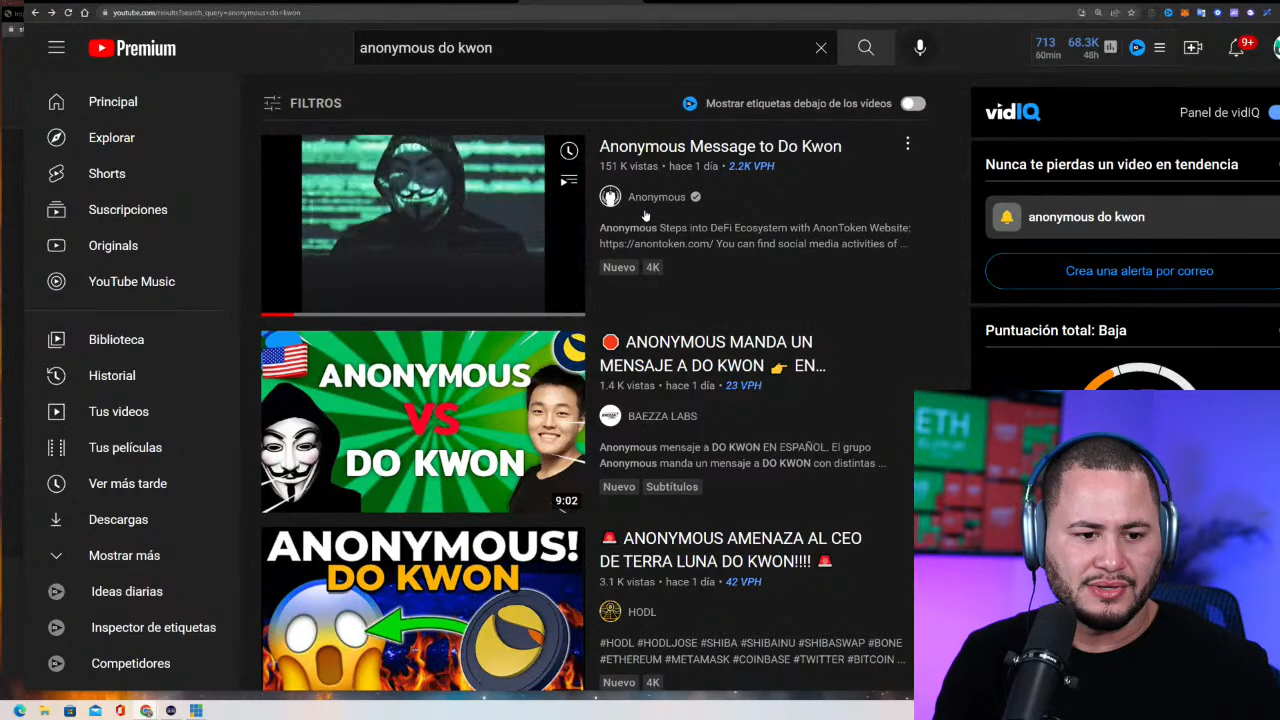 youtube.com/results?search_query=anonymous+do+kwon
Premium
anonymous do kwon
713
60min
68.3K
48h
9+
Principal
Explorar
Shorts
Suscripciones
Originals
YouTube Music
Biblioteca
Historial
Tus videos
Tus películas
Ver más tarde
Descargas
Mostrar más
Ideas diarias
Inspector de etiquetas
Competidores
FILTROS
Mostrar etiquetas debajo de los vídeos
Anonymous Message to Do Kwon
151 K vistas • hace 1 día • 2.2K VPH
Anonymous
Anonymous Steps into DeFi Ecosystem with AnonToken Website;
https://anontoken.com/ You can find social media activities of ...
Nuevo 4K
ANONYMOUS
VS
DO KWON
9:02
🛑 ANONYMOUS MANDA UN
MENSAJE A DO KWON 👉 EN...
1.4 K vistas • hace 1 día • 23 VPH
BAEZZA LABS
Anonymous mensaje a DO KWON EN ESPAÑOL. El grupo
Anonymous manda un mensaje a DO KWON con distintas ...
Nuevo Subtítulos
ANONYMOUS!
DO KWON
🚨 ANONYMOUS AMENAZA AL CEO
DE TERRA LUNA DO KWON!!!! 🚨
3.1 K vistas • hace 1 día • 42 VPH
HODL
#HODL #HODLJOSE #SHIBA #SHIBAINU #SHIBASWAP #BONE
#ETHEREUM #METAMASK #COINBASE #TWITTER #BITCOIN ...
Nuevo 4K
vidIQ
Panel de vidIQ
Nunca te pierdas un video en tendencia
anonymous do kwon
Crea una alerta por correo
Puntuación total: Baja
ETH